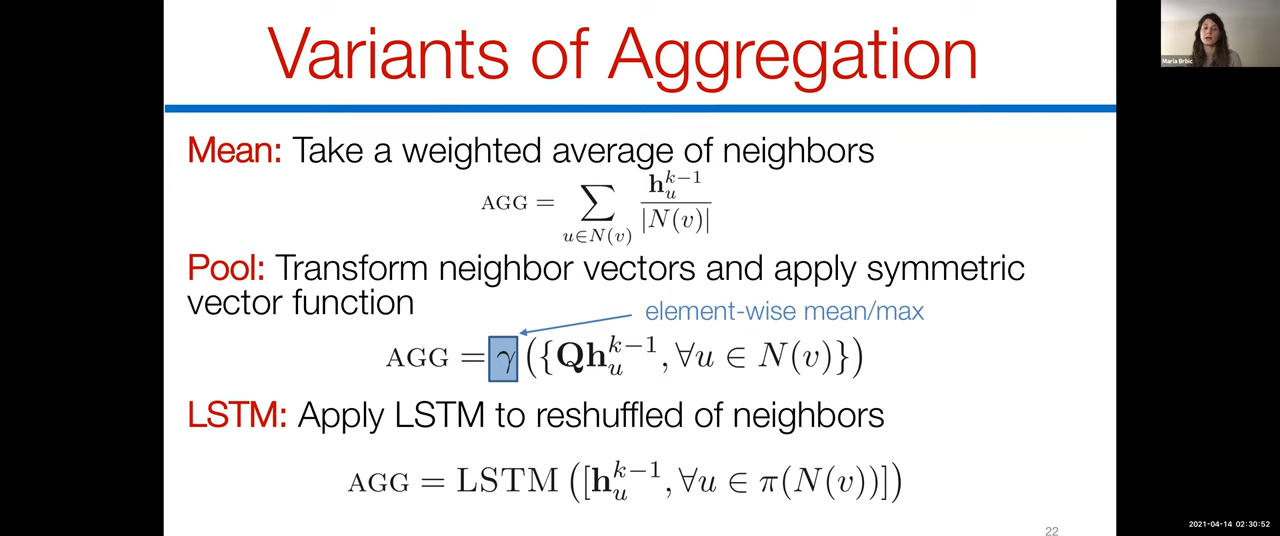 Variants of Aggregation
Maria Brbic
Mean: Take a weighted average of neighbors
AGG = ∑_{u∈N(v)} h_u^{k−1} / |N(v)|
Pool: Transform neighbor vectors and apply symmetric
vector function
element-wise mean/max
AGG = γ({Qh_u^{k−1}, ∀u ∈ N(v)})
LSTM: Apply LSTM to reshuffled of neighbors
AGG = LSTM([h_u^{k−1}, ∀u ∈ π(N(v))])
22
2021-04-14 02:30:52